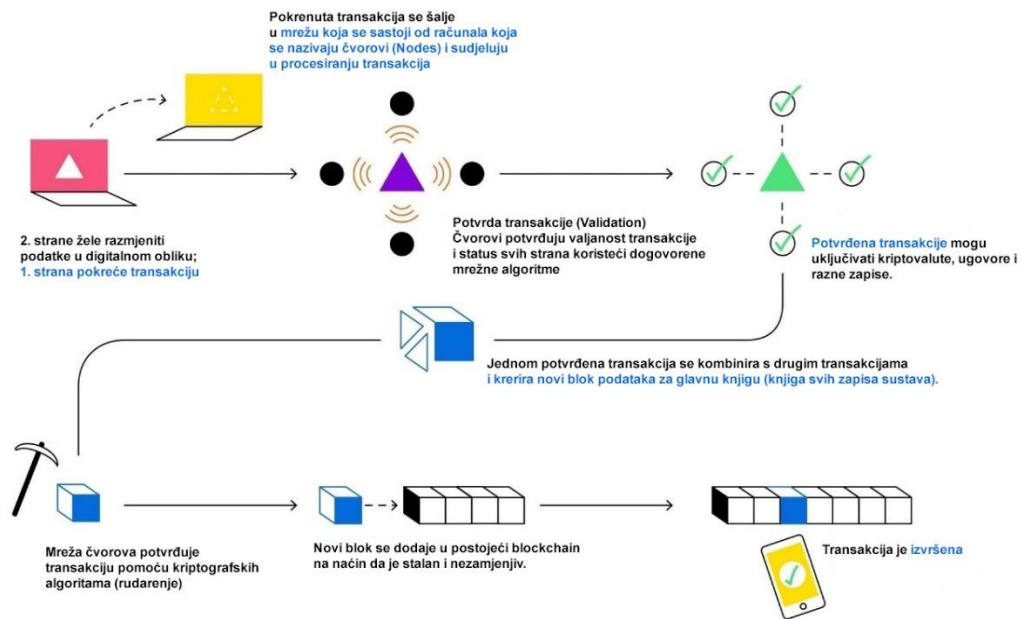 Pokrenuta transakcija se šalje
u mrežu koja se sastoji od računala koja
se nazivaju čvorovi (Nodes) i sudjeluju
u procesiranju transakcija
2. strane žele razmjeniti
podatke u digitalnom obliku;
1. strana pokreće transakciju
Potvrda transakcije (Validation)
Čvorovi potvrđuju valjanost transakcije
i status svih strana koristeći dogovorene
mrežne algoritme
Potvrđena transakcije mogu
uključivati kriptovalute, ugovore i
razne zapise.
Jednom potvrđena transakcija se kombinira s drugim transakcijama
i krerira novi blok podataka za glavnu knjigu (knjiga svih zapisa sustava).
Mreža čvorova potvrđuje
transakciju pomoću kriptografskih
algoritama (rudarenje)
Novi blok se dodaje u postojeći blockchain
na naćin da je stalan i nezamjenjiv.
Transakcija je izvršena